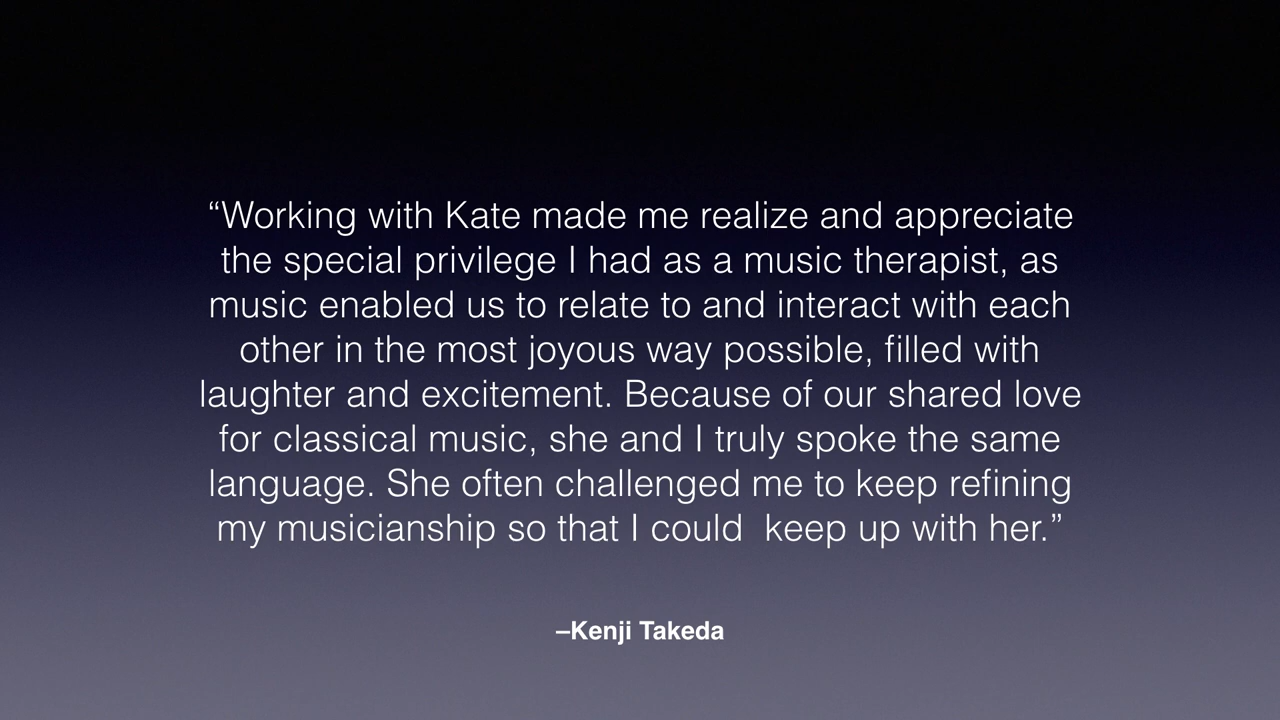 “Working with Kate made me realize and appreciate
the special privilege I had as a music therapist, as
music enabled us to relate to and interact with each
other in the most joyous way possible, filled with
laughter and excitement. Because of our shared love
for classical music, she and I truly spoke the same
language. She often challenged me to keep refining
my musicianship so that I could  keep up with her.”
–Kenji Takeda